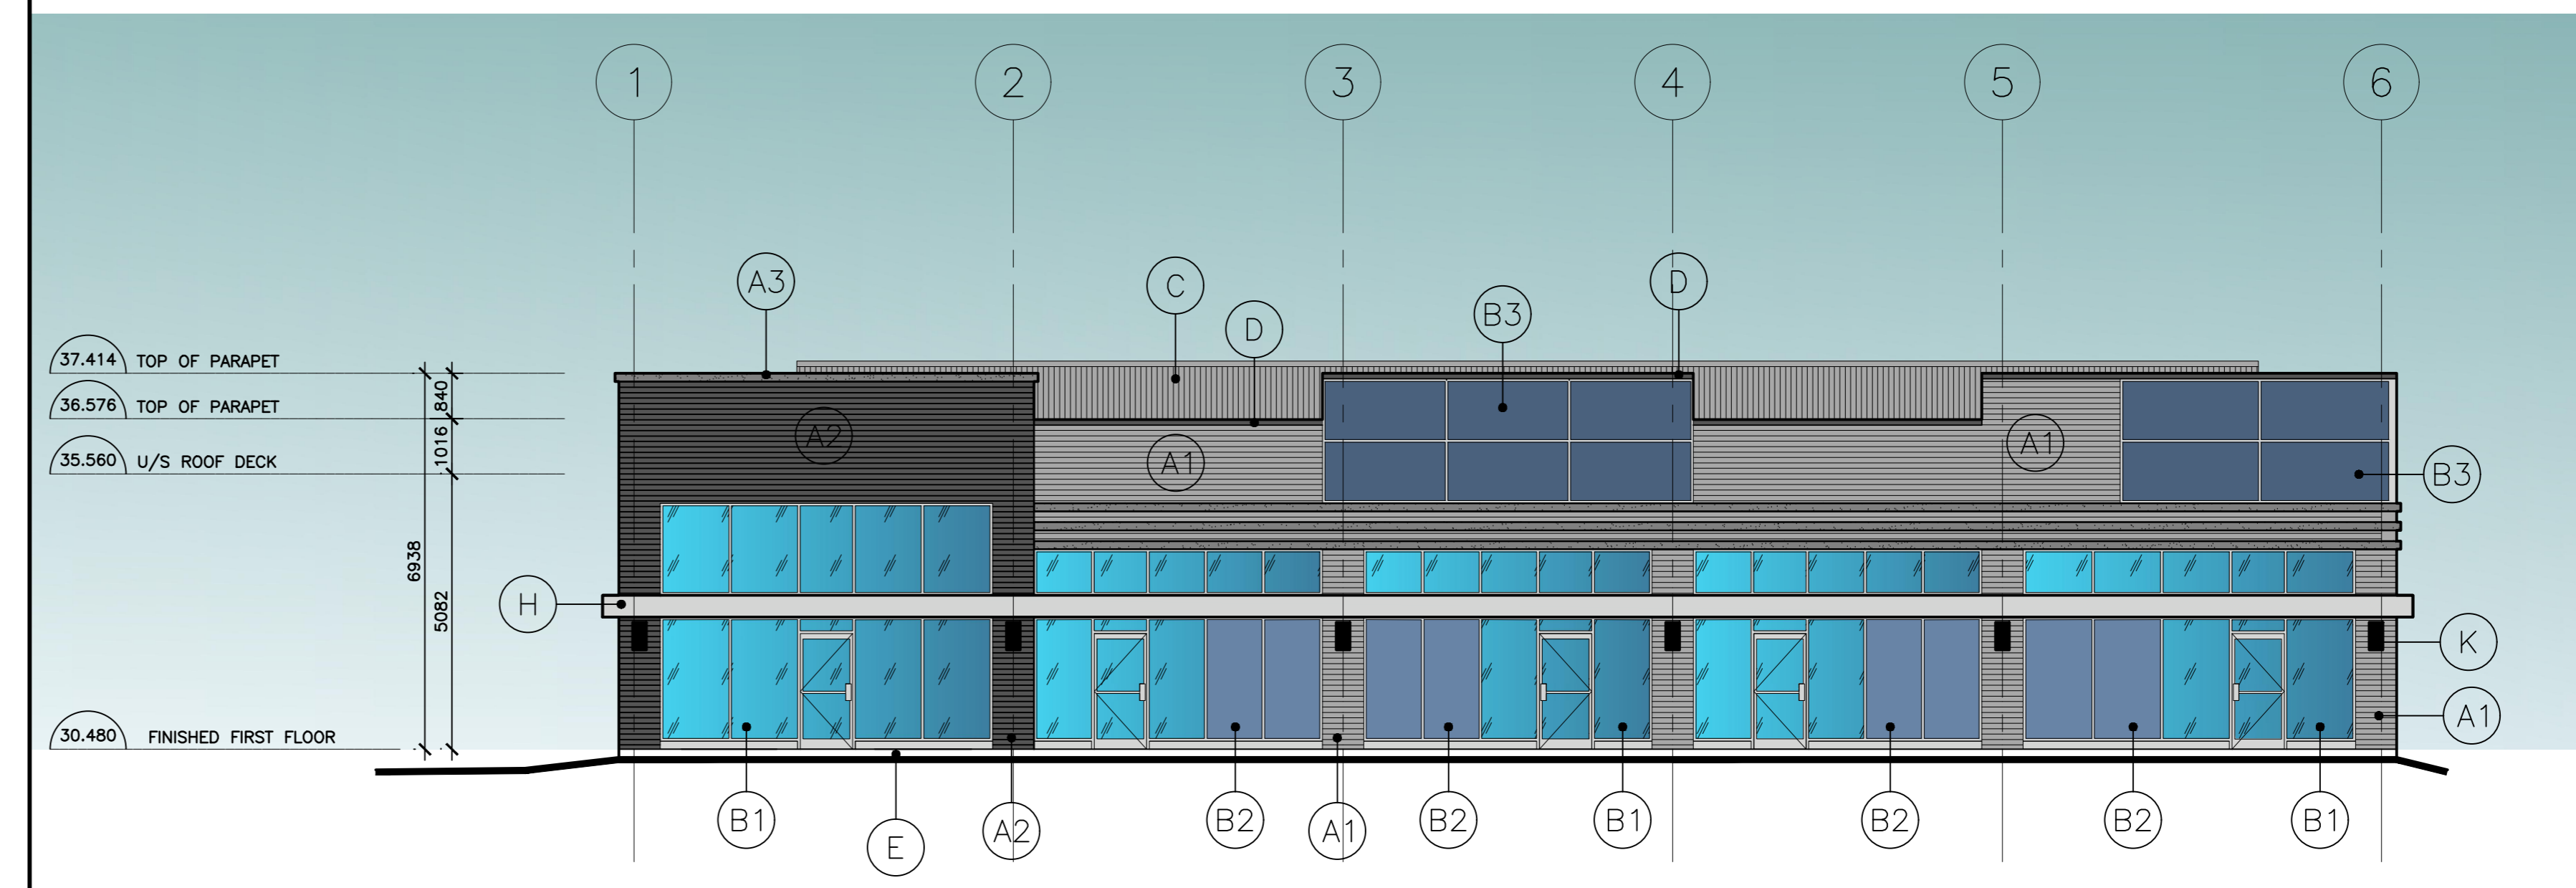 1 2 3 4 5 6
A3 C D B3 D
37.414 TOP OF PARAPET
840
36.576 TOP OF PARAPET
1016
35.560 U/S ROOF DECK
A2 A1 A1 B3
6938
5082
H
K
A1
30.480 FINISHED FIRST FLOOR
B1 E A2 B2 A1 B2 B1 B2 B2 B1